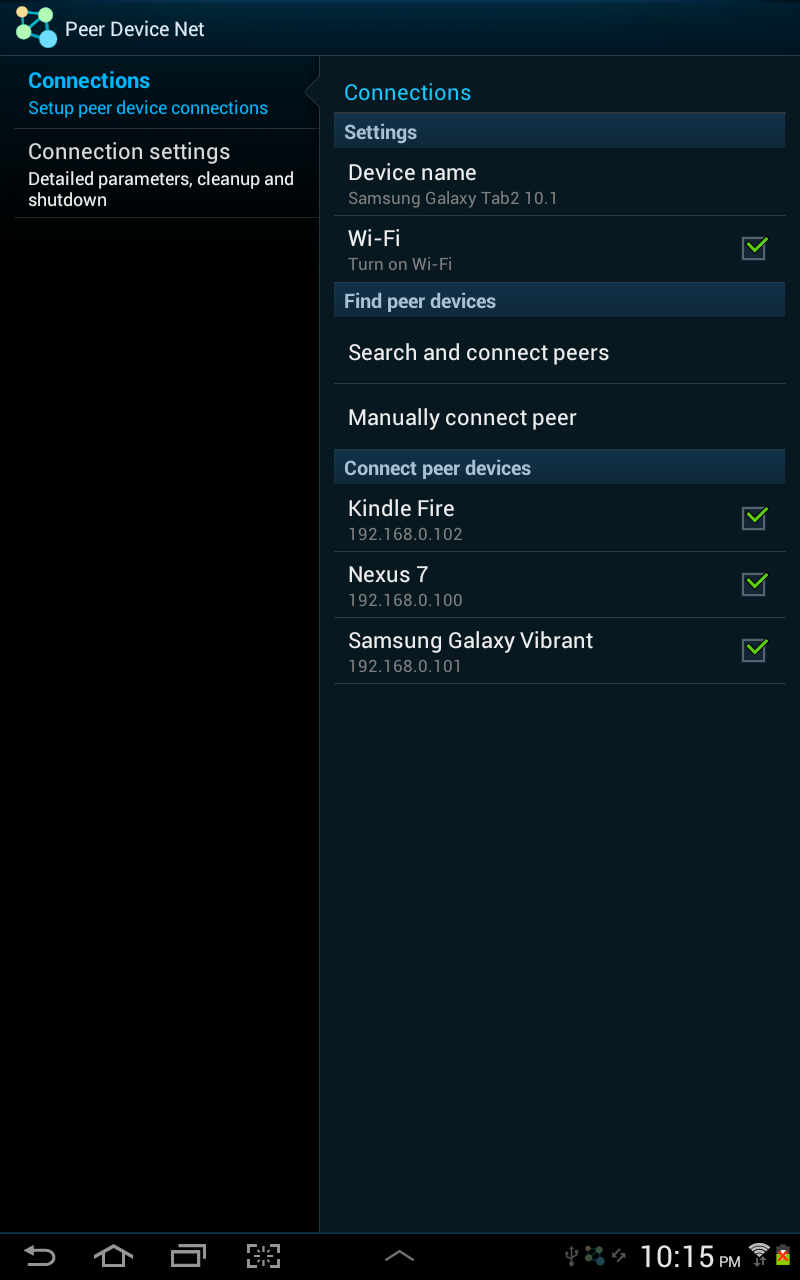 Peer Device Net
Connections
Setup peer device connections
Connection settings
Detailed parameters, cleanup and
shutdown
Connections
Settings
Device name
Samsung Galaxy Tab2 10.1
Wi-Fi
Turn on Wi-Fi
Find peer devices
Search and connect peers
Manually connect peer
Connect peer devices
Kindle Fire
192.168.0.102
Nexus 7
192.168.0.100
Samsung Galaxy Vibrant
192.168.0.101
10:15 PM